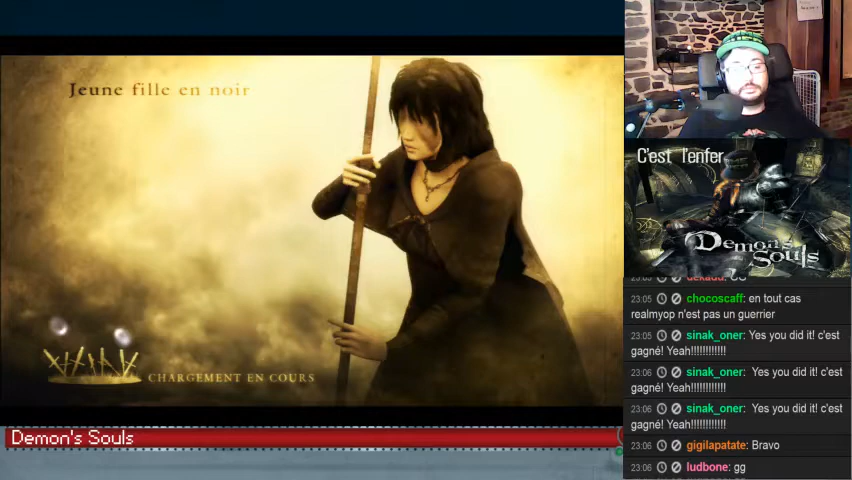 Jeune fille en noir
CHARGEMENT EN COURS
Demon's Souls
C'est l'enfer
Demon's
Souls
23:05 chocoscaff: en tout cas
realmyop n'est pas un guerrier
23:05 sinak_oner: Yes you did it! c'est
gagné! Yeah!!!!!!!!!!!!
23:06 sinak_oner: Yes you did it! c'est
gagné! Yeah!!!!!!!!!!!!
23:06 sinak_oner: Yes you did it! c'est
gagné! Yeah!!!!!!!!!!!!
23:06 gigilapatate: Bravo
23:06 ludbone: gg